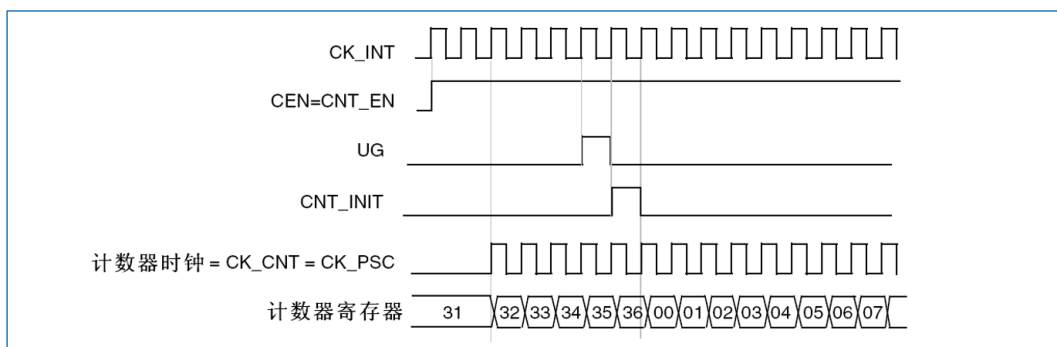 CK_INT
CEN=CNT_EN
UG
CNT_INIT
计数器时钟 = CK_CNT = CK_PSC
计数器寄存器 31 32 33 34 35 36 00 01 02 03 04 05 06 07